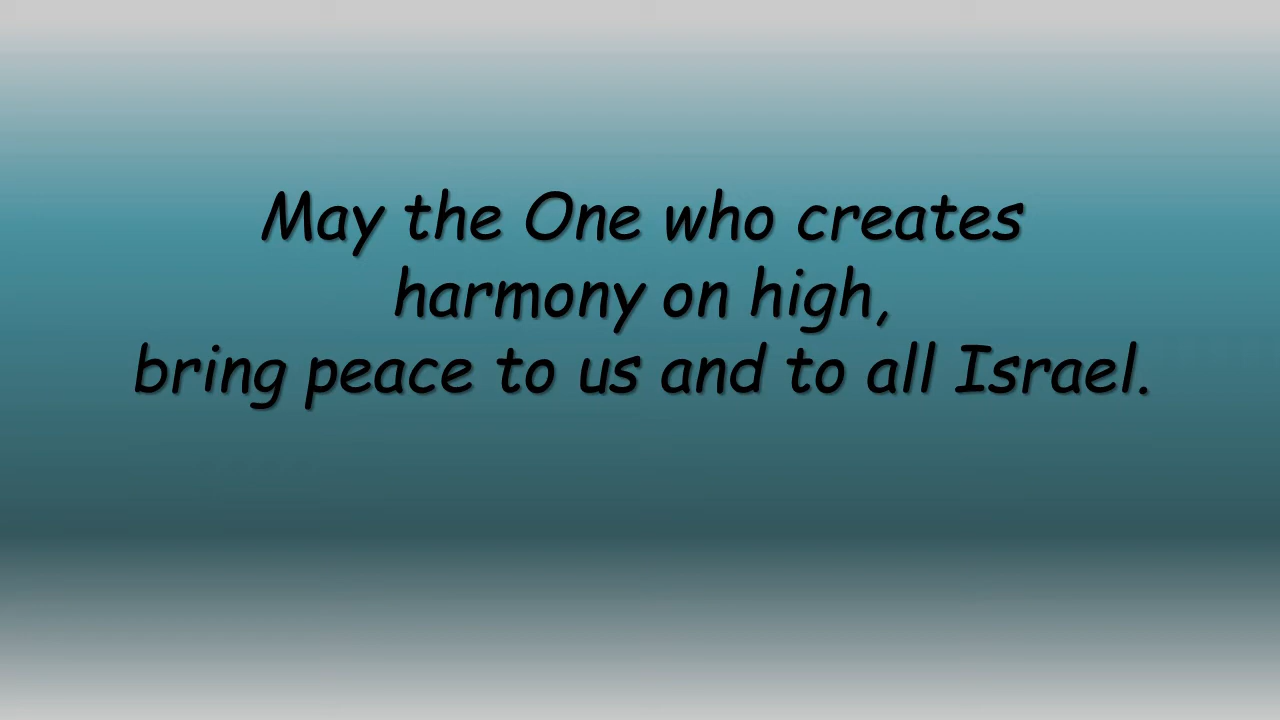 May the One who creates
harmony on high,
bring peace to us and to all Israel.